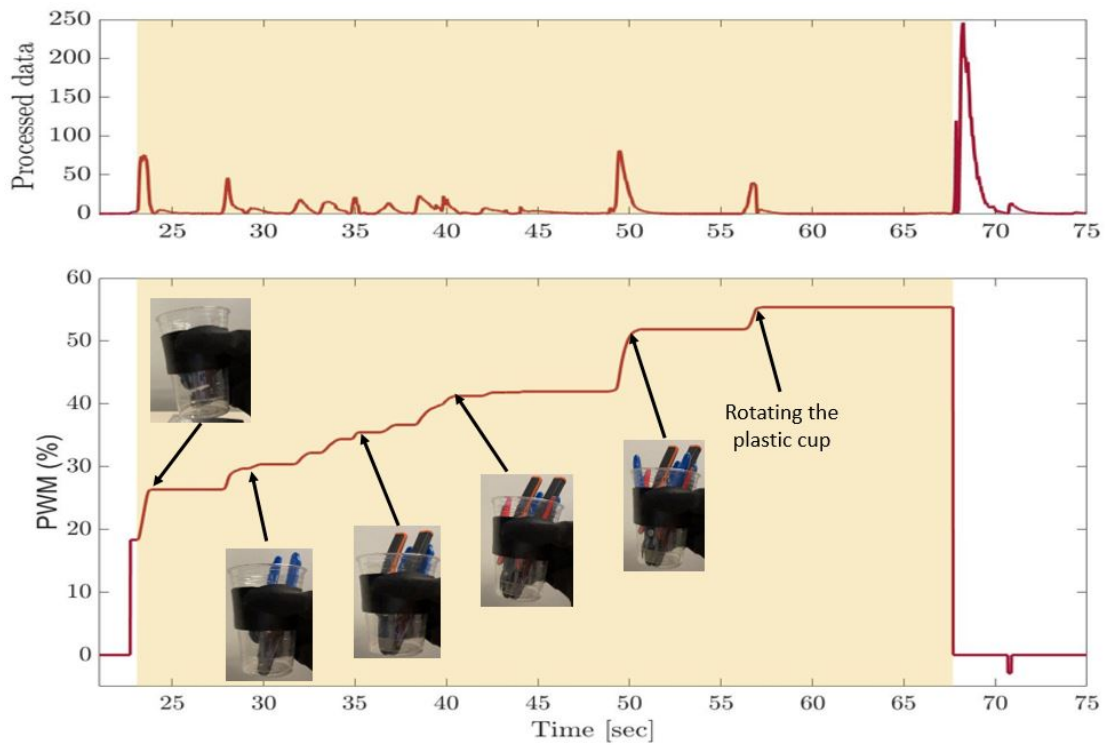 Processed data
250
200
150
100
50
0
25 30 35 40 45 50 55 60 65 70 75
PWM (%)
60
50
40
30
20
10
0
Rotating the
plastic cup
25 30 35 40 45 50 55 60 65 70 75
Time [sec]